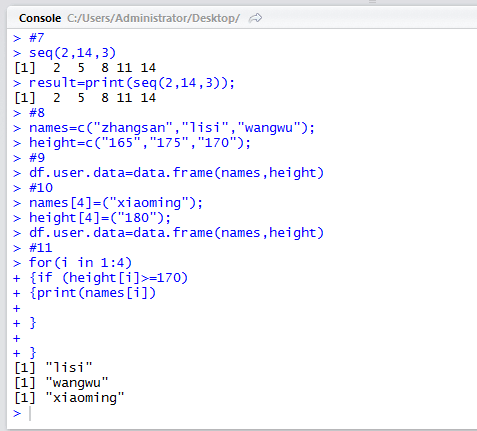 Console C:/Users/Administrator/Desktop/
> #7
> seq(2,14,3)
[1]  2  5  8 11 14
> result=print(seq(2,14,3));
[1]  2  5  8 11 14
> #8
> names=c("zhangsan","lisi","wangwu");
> height=c("165","175","170");
> #9
> df.user.data=data.frame(names,height)
> #10
> names[4]=("xiaoming");
> height[4]=("180");
> df.user.data=data.frame(names,height)
> #11
> for(i in 1:4)
+ {if (height[i]>=170)
+ {print(names[i])
+
+ }
+
+ }
[1] "lisi"
[1] "wangwu"
[1] "xiaoming"
>